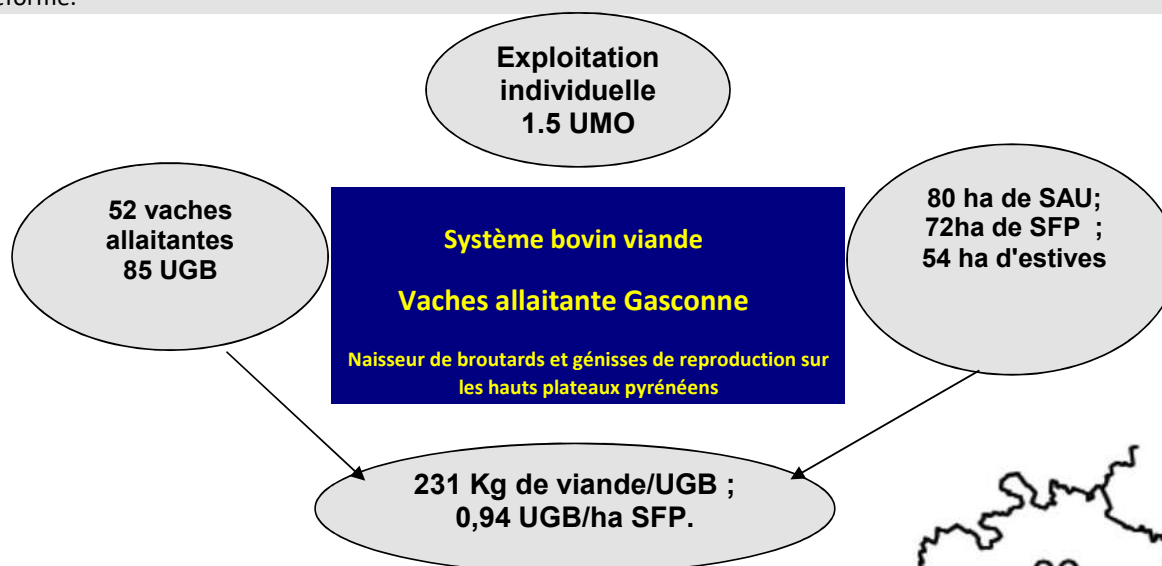 Exploitation
individuelle
1.5 UMO
52 vaches
allaitantes
85 UGB
Système bovin viande
Vaches allaitante Gasconne
Naisseur de broutards et génisses de reproduction sur
les hauts plateaux pyrénéens
80 ha de SAU;
72ha de SFP ;
54 ha d'estives
231 Kg de viande/UGB ;
0,94 UGB/ha SFP.